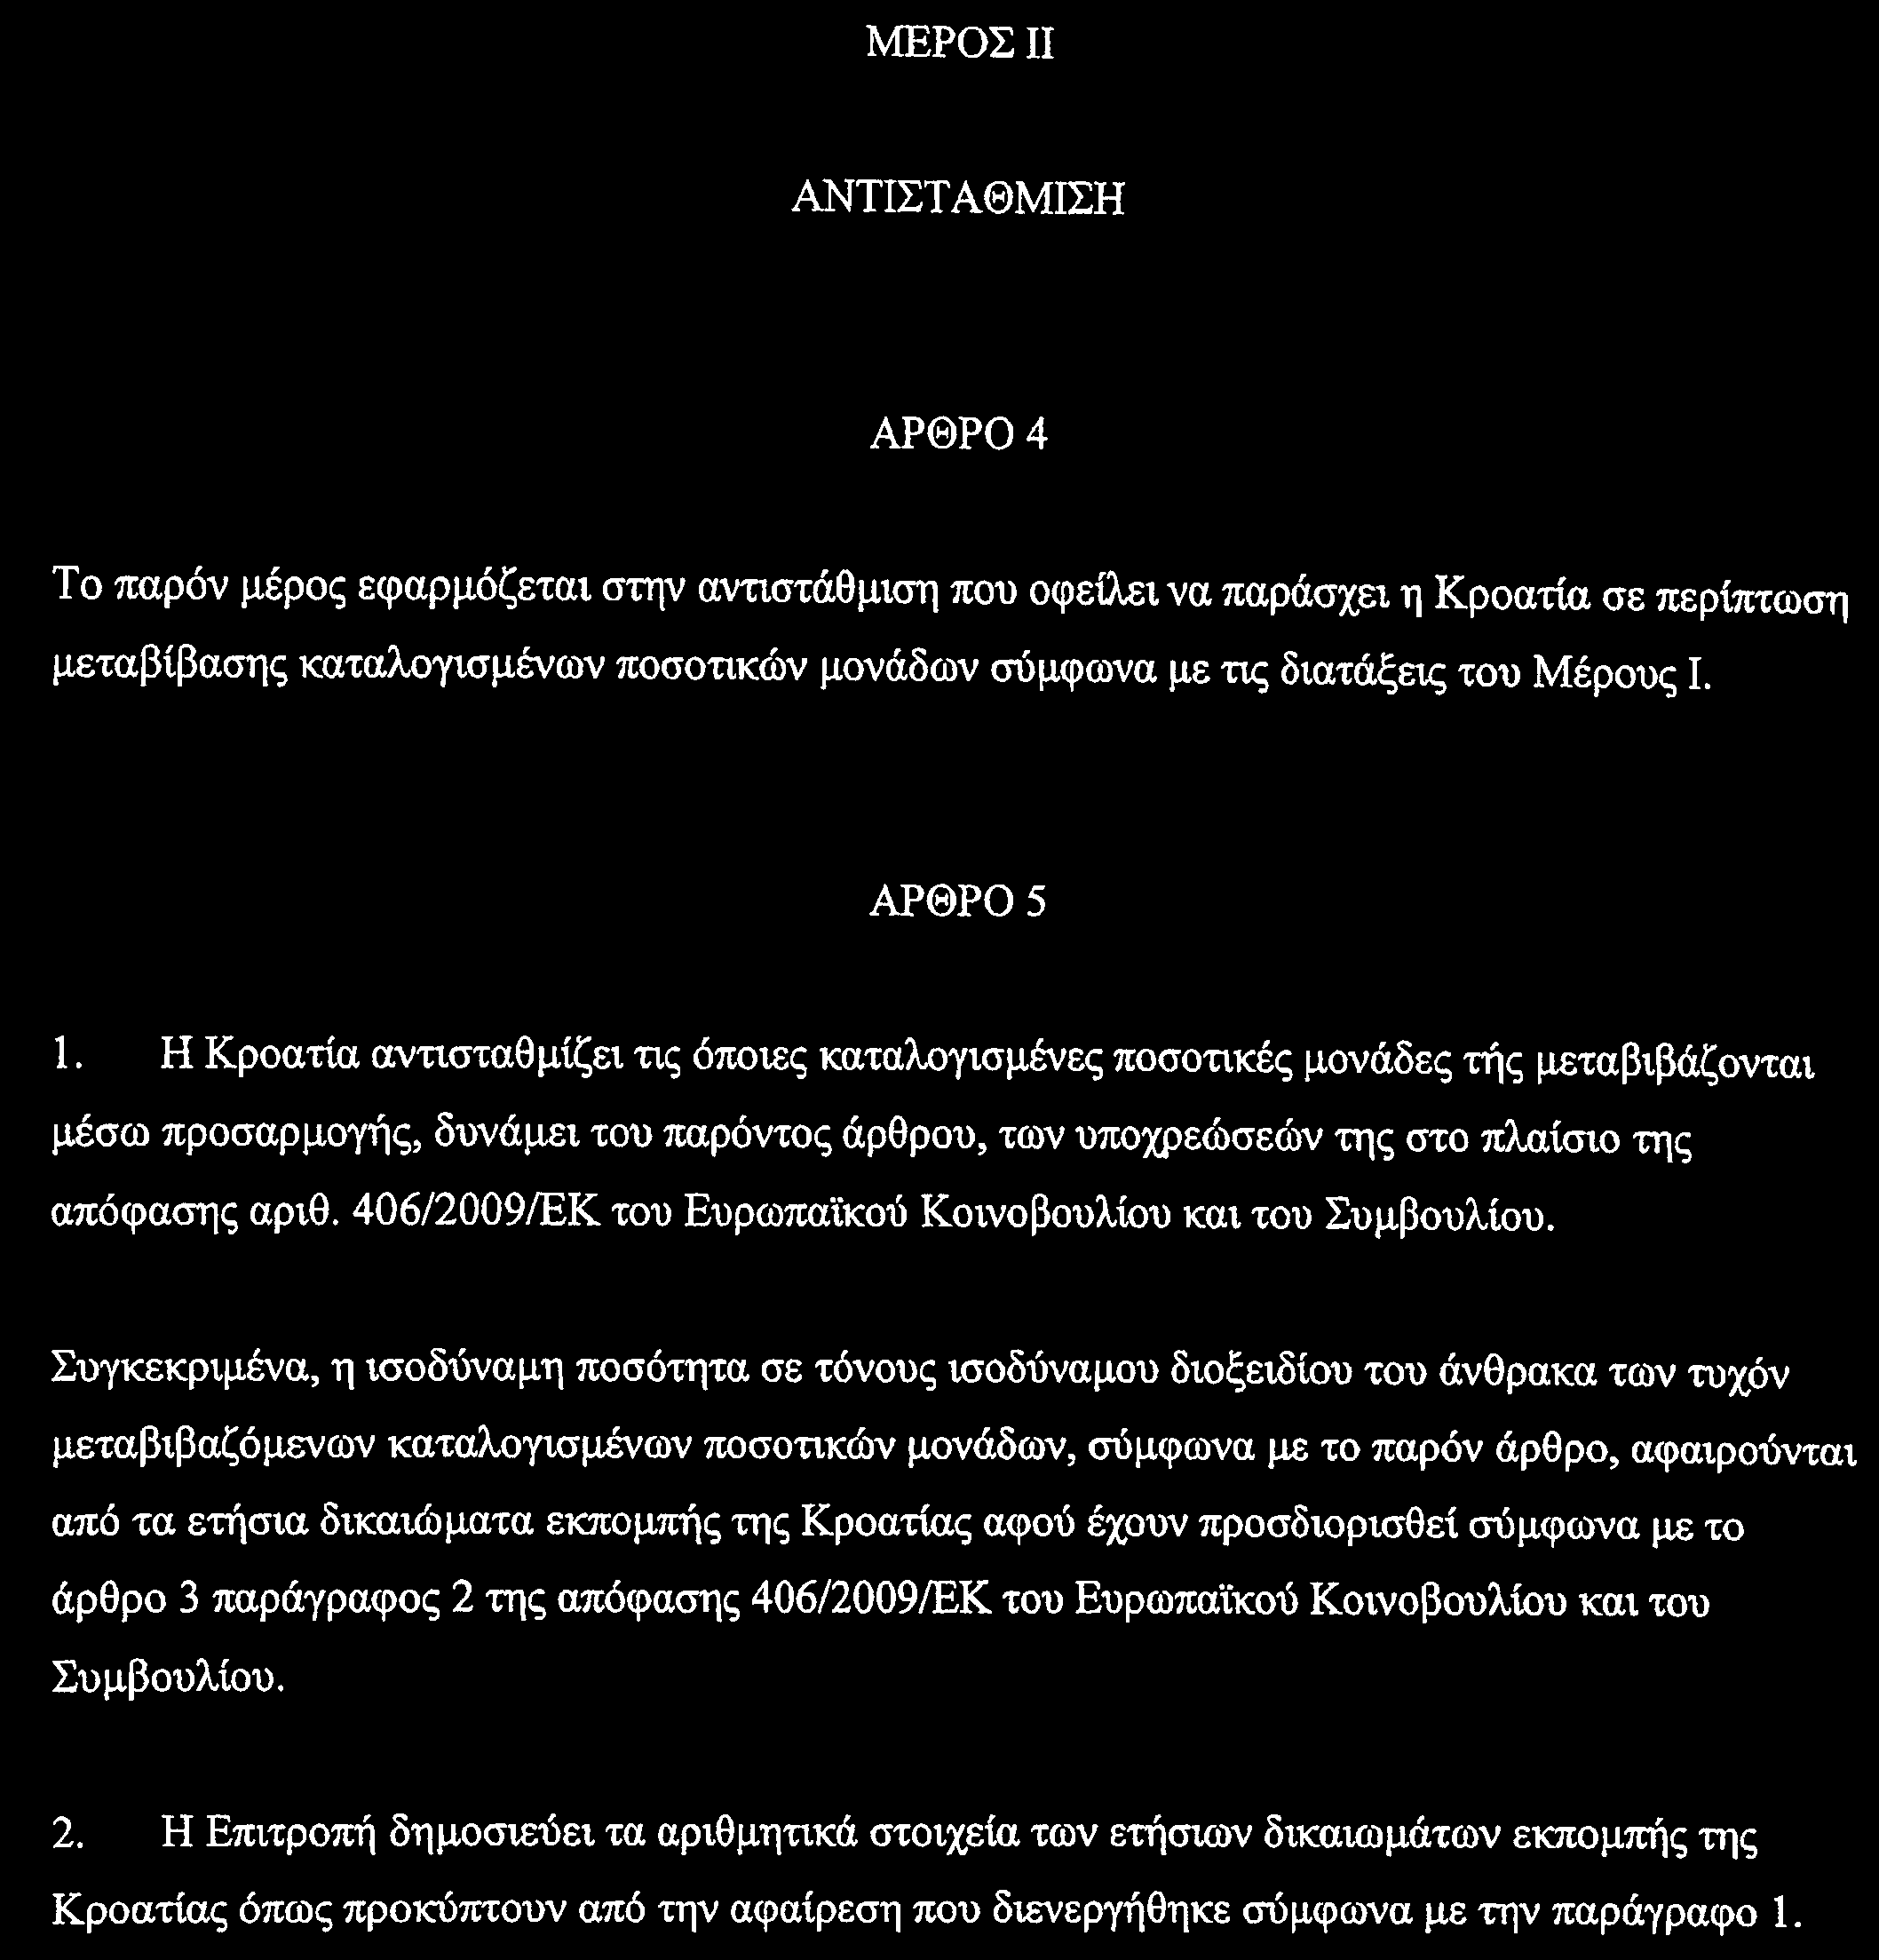 ΜΕΡΟΣ ΙΙ
ΑΝΤΙΣΤΑΘΜΙΣΗ
ΑΡΘΡΟ 4
Το παρόν μέρος εφαρμόζεται στην αντιστάθμιση που οφείλει να παράσχει η Κροατία σε περίπτωση
μεταβίβασης καταλογισμένων ποσοτικών μονάδων σύμφωνα με τις διατάξεις του Μέρους Ι.
ΑΡΘΡΟ 5
1. Η Κροατία αντισταθμίζει τις όποιες καταλογισμένες ποσοτικές μονάδες τής μεταβιβάζονται
μέσω προσαρμογής, δυνάμει του παρόντος άρθρου, των υποχρεώσεών της στο πλαίσιο της
απόφασης αριθ. 406/2009/ΕΚ του Ευρωπαϊκού Κοινοβουλίου και του Συμβουλίου.
Συγκεκριμένα, η ισοδύναμη ποσότητα σε τόνους ισοδύναμου διοξειδίου του άνθρακα των τυχόν
μεταβιβαζόμενων καταλογισμένων ποσοτικών μονάδων, σύμφωνα με το παρόν άρθρο, αφαιρούνται
από τα ετήσια δικαιώματα εκπομπής της Κροατίας αφού έχουν προσδιορισθεί σύμφωνα με το
άρθρο 3 παράγραφος 2 της απόφασης 406/2009/ΕΚ του Ευρωπαϊκού Κοινοβουλίου και του
Συμβουλίου.
2. Η Επιτροπή δημοσιεύει τα αριθμητικά στοιχεία των ετήσιων δικαιωμάτων εκπομπής της
Κροατίας όπως προκύπτουν από την αφαίρεση που διενεργήθηκε σύμφωνα με την παράγραφο 1.